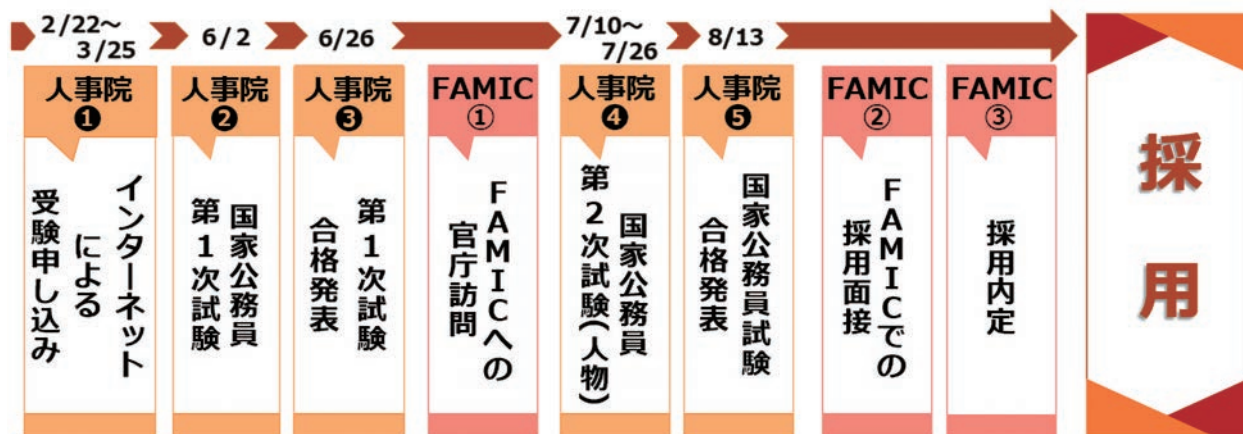 2/22～
3/25
6/2
6/26
7/10～
7/26
8/13
人事院
❶
インターネット
による
受験申し込み
人事院
❷
国家公務員
第１次試験
人事院
❸
第１次試験
合格発表
FAMIC
①
FAMICへの
官庁訪問
人事院
❹
国家公務員
第２次試験(人物)
人事院
❺
国家公務員試験
合格発表
FAMIC
②
FAMICでの
採用面接
FAMIC
③
採用内定
採用